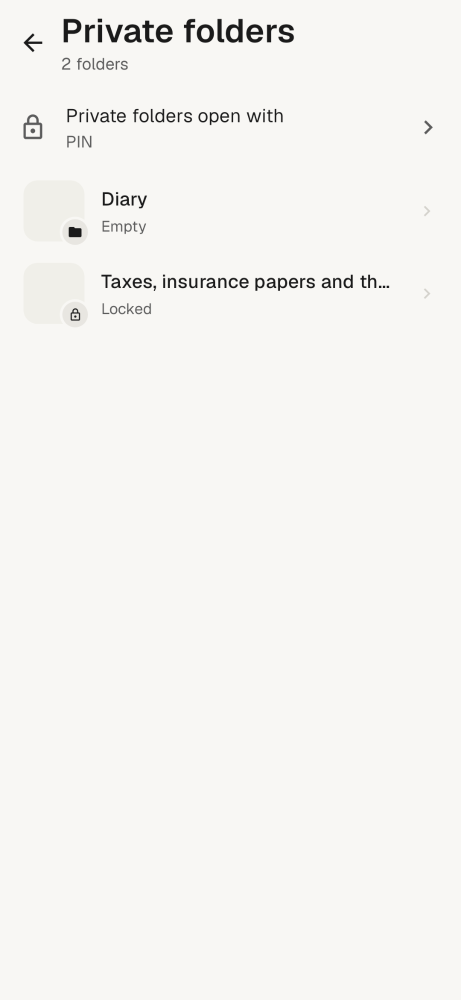 Private folders
2 folders
Private folders open with
PIN
Diary
Empty
Taxes, insurance papers and th...
Locked